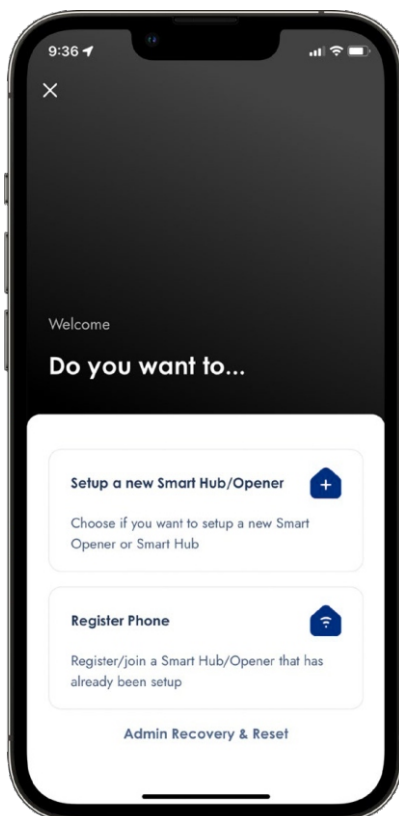 9:36
Welcome
Do you want to...
Setup a new Smart Hub/Opener
Choose if you want to setup a new Smart
Opener or Smart Hub
Register Phone
Register/join a Smart Hub/Opener that has
already been setup
Admin Recovery & Reset